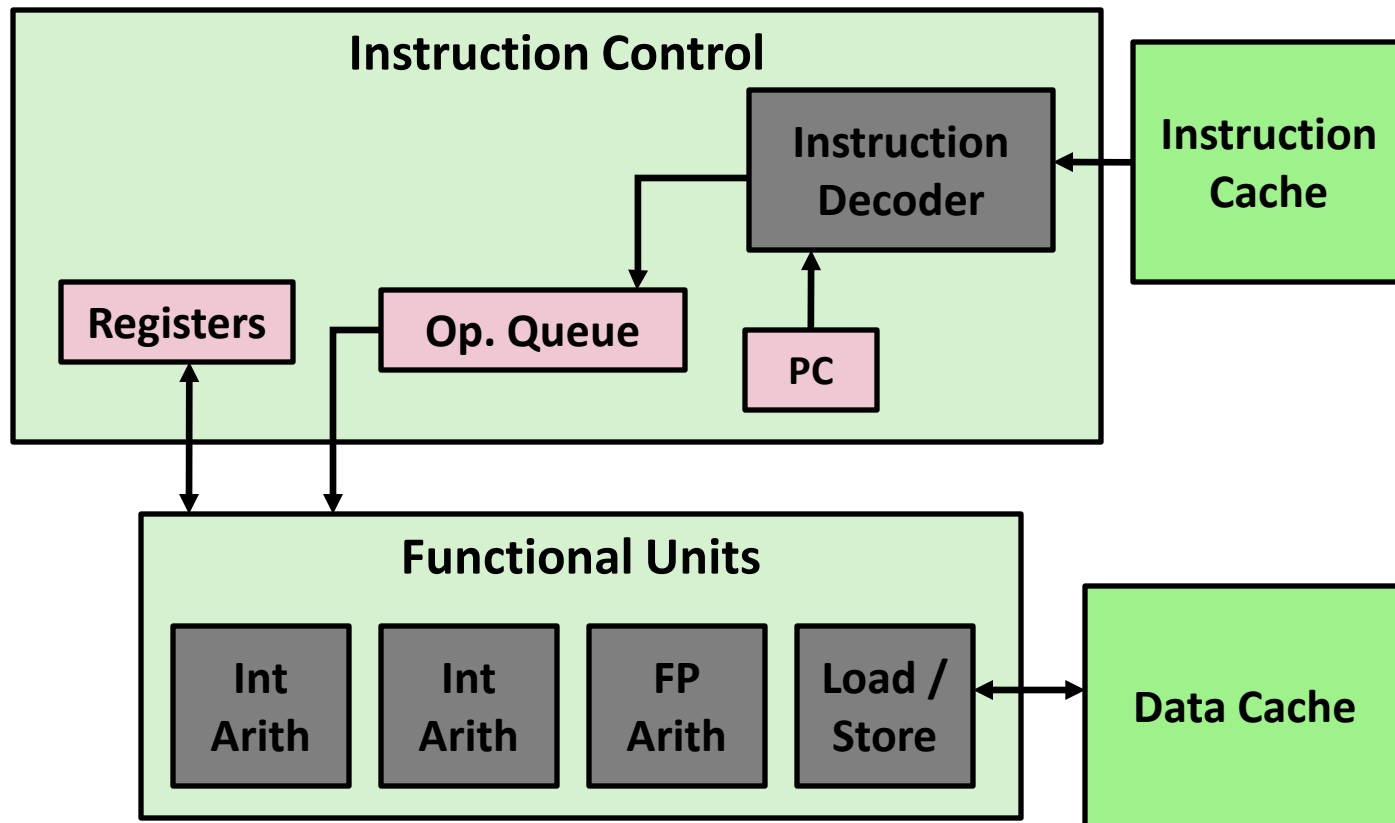 Instruction Control
Instruction
Decoder
Instruction
Cache
Registers
Op. Queue
PC
Functional Units
Int
Arith
Int
Arith
FP
Arith
Load /
Store
Data Cache